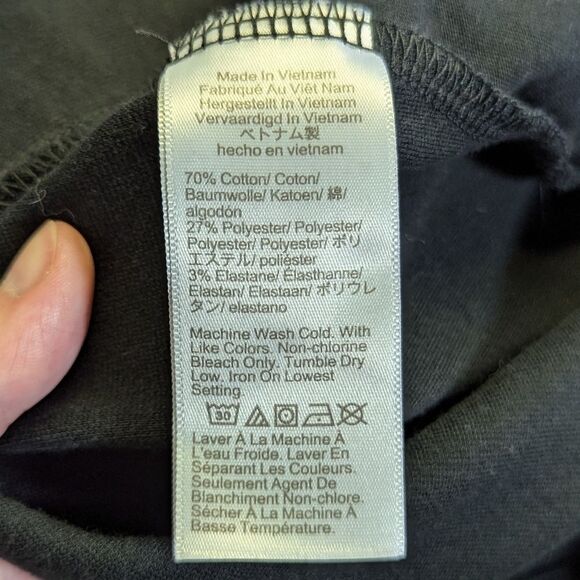 Made In Vietnam
Fabriqué Au Viêt Nam
Hergestellt In Vietnam
Vervaardigd In Vietnam
ベトナム製
hecho en vietnam
70% Cotton/ Coton/
Baumwolle/ Katoen/ 綿/
algodón
27% Polyester/ Polyester/
Polyester/ Polyester/ ポリ
エステル/ poliéster
3% Elastane/ Élasthanne/
Elastan/ Elastaan/ ポリウレ
タン/ elastano
Machine Wash Cold. With
Like Colors. Non-chlorine
Bleach Only. Tumble Dry
Low. Iron On Lowest
Setting.
30
Laver À La Machine À
L'eau Froide. Laver En
Séparant Les Couleurs.
Seulement Agent De
Blanchiment Non-chlore.
Sécher À La Machine À
Basse Température.